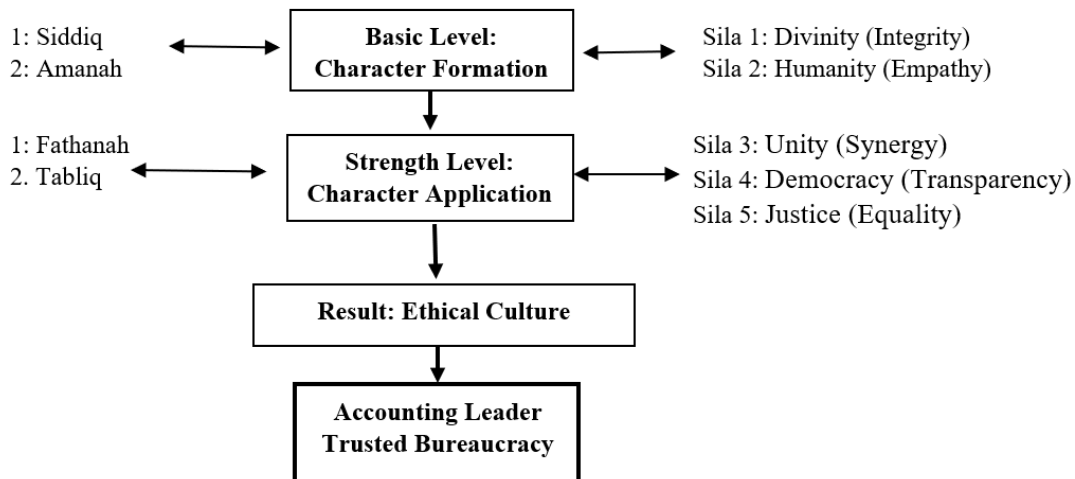 1: Siddiq
2: Amanah
Basic Level:
Character Formation
Sila 1: Divinity (Integrity)
Sila 2: Humanity (Empathy)
1: Fathanah
2. Tabliq
Strength Level:
Character Application
Sila 3: Unity (Synergy)
Sila 4: Democracy (Transparency)
Sila 5: Justice (Equality)
Result: Ethical Culture
Accounting Leader
Trusted Bureaucracy